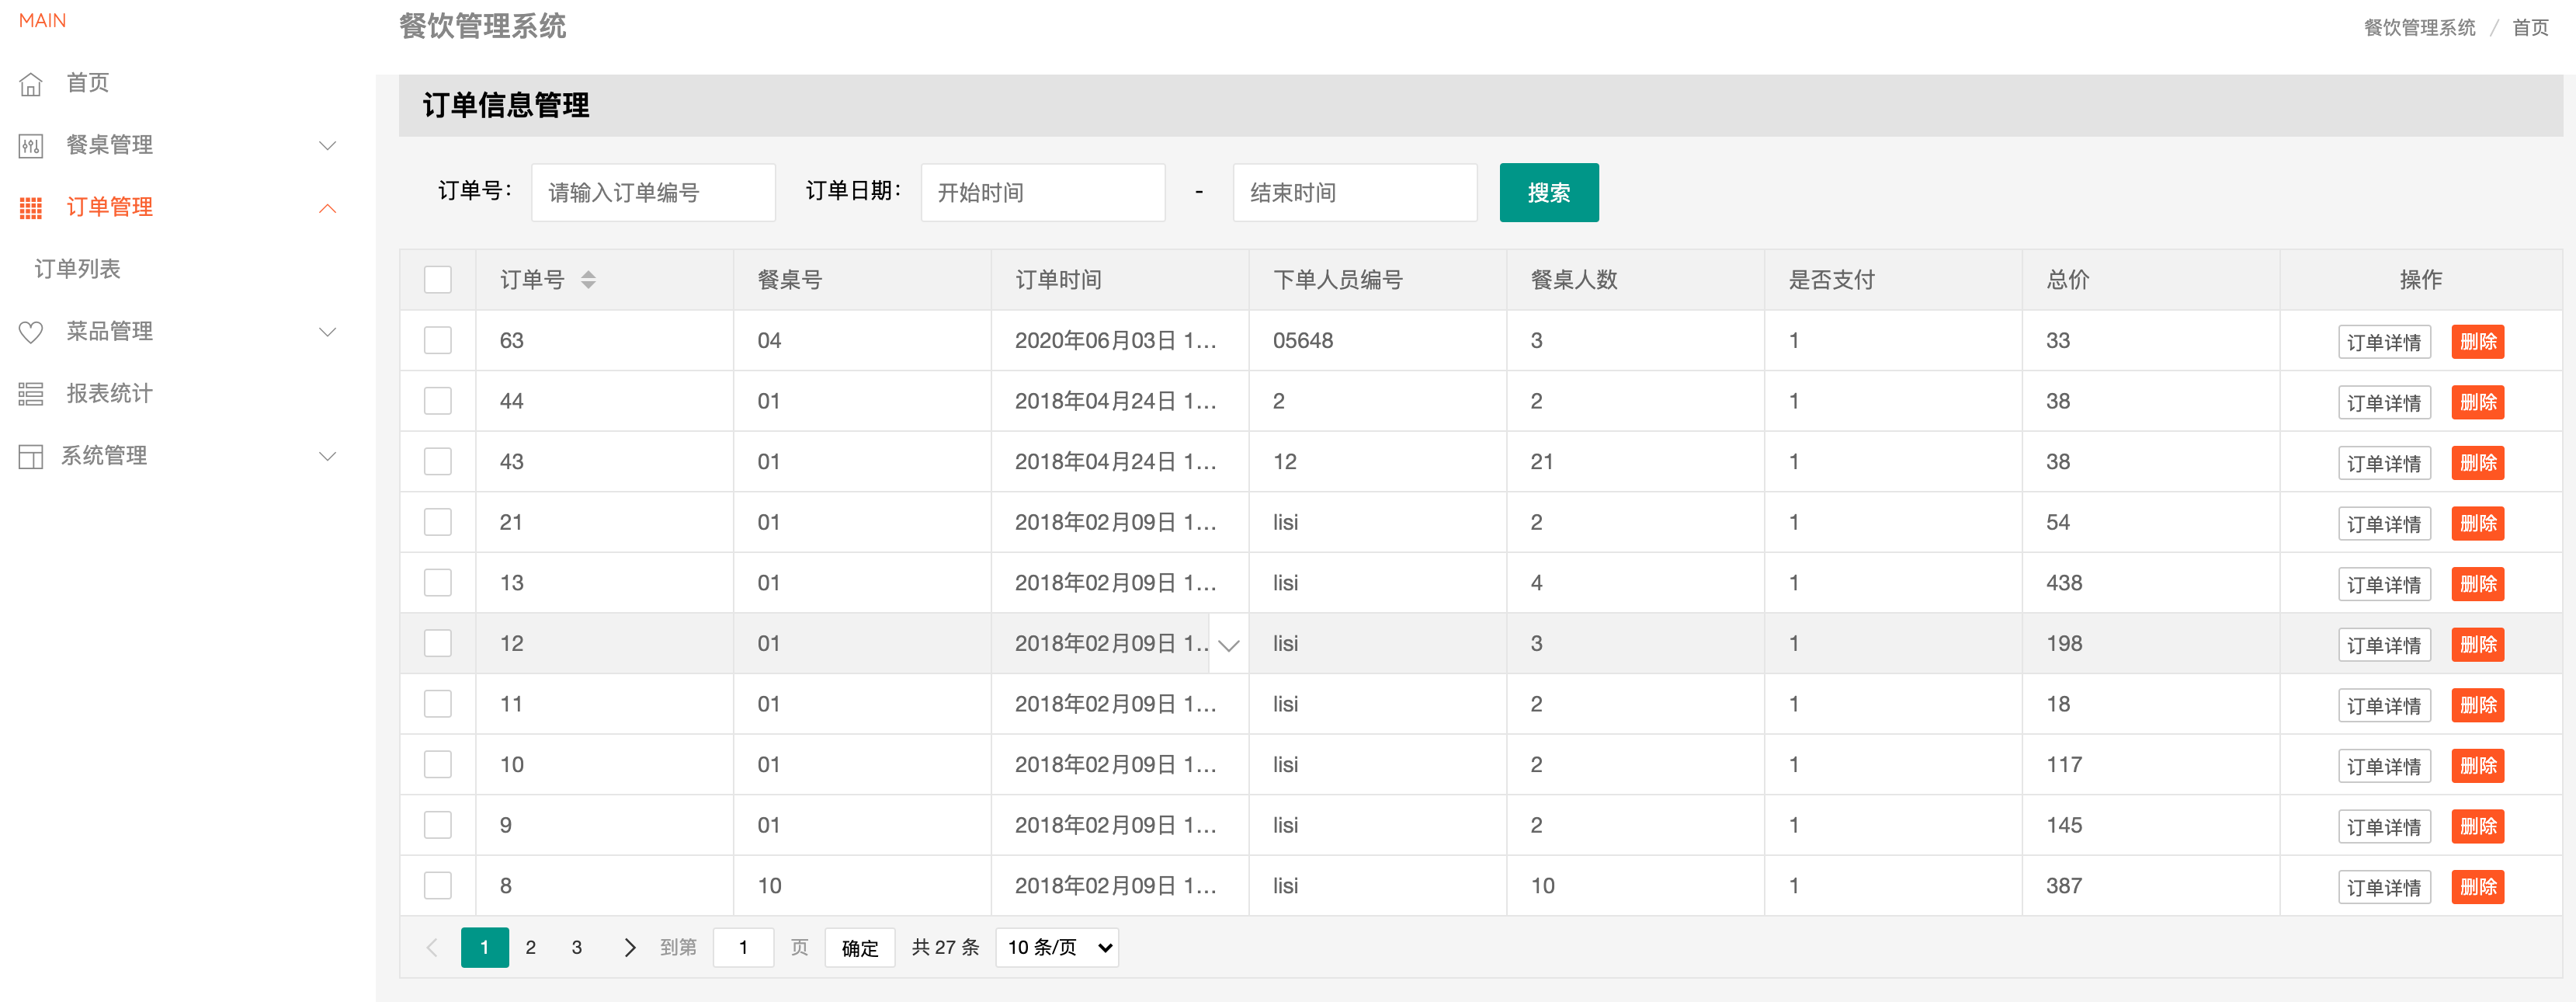 MAIN
首页
餐桌管理
订单管理
订单列表
菜品管理
报表统计
系统管理
餐饮管理系统
餐饮管理系统 / 首页
订单信息管理
订单号: 请输入订单编号 订单日期: 开始时间 - 结束时间 搜索
订单号 餐桌号 订单时间 下单人员编号 餐桌人数 是否支付 总价 操作
63 04 2020年06月03日 1... 05648 3 1 33 订单详情 删除
44 01 2018年04月24日 1... 2 2 1 38 订单详情 删除
43 01 2018年04月24日 1... 12 21 1 38 订单详情 删除
21 01 2018年02月09日 1... lisi 2 1 54 订单详情 删除
13 01 2018年02月09日 1... lisi 4 1 438 订单详情 删除
12 01 2018年02月09日 1.. lisi 3 1 198 订单详情 删除
11 01 2018年02月09日 1... lisi 2 1 18 订单详情 删除
10 01 2018年02月09日 1... lisi 2 1 117 订单详情 删除
9 01 2018年02月09日 1... lisi 2 1 145 订单详情 删除
8 10 2018年02月09日 1... lisi 10 1 387 订单详情 删除
1 2 3 到第 1 页 确定 共 27 条 10 条/页